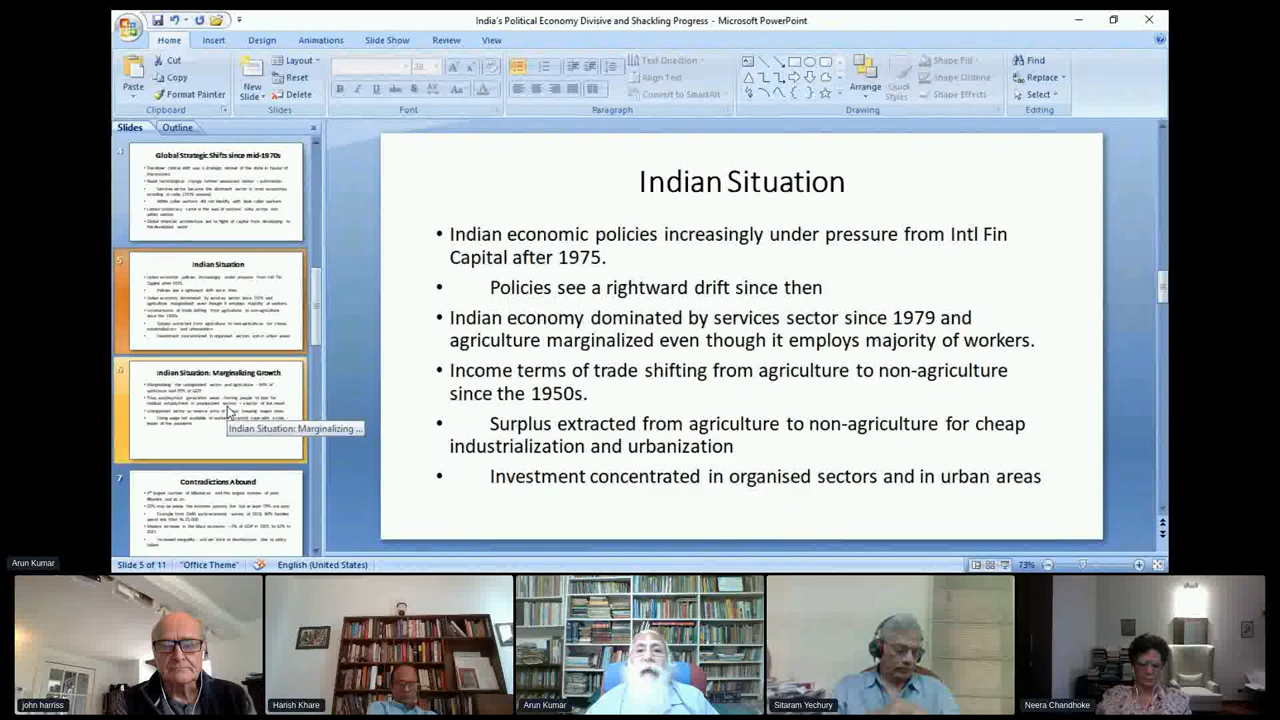 India's Political Economy Divisive and Shackling Progress - Microsoft PowerPoint
Home Insert Design Animations Slide Show Review View
Paste
Cut
Copy
Format Painter
Clipboard
New Slide
Layout
Reset
Delete
Slides
Font
Text Direction
Align Text
Convert to SmartArt
Paragraph
Arrange
Quick Styles
Shape Fill
Shape Outline
Shape Effects
Drawing
Find
Replace
Select
Editing
Slides Outline
4
Global Strategic Shifts since mid-1970s
5
Indian Situation
6
Indian Situation: Marginalizing Growth
Indian Situation: Marginalizing ...
7
Contradictions Abound
Indian Situation
• Indian economic policies increasingly under pressure from Intl Fin
Capital after 1975.
• Policies see a rightward drift since then
• Indian economy dominated by services sector since 1979 and
agriculture marginalized even though it employs majority of workers.
• Income terms of trade shifting from agriculture to non-agriculture
since the 1950s.
• Surplus extracted from agriculture to non-agriculture for cheap
industrialization and urbanization
• Investment concentrated in organised sectors and in urban areas
Slide 5 of 11 "Office Theme" English (United States) 73%
Arun Kumar
john harriss
Harish Khare
Arun Kumar
Sitaram Yechury
Neera Chandhoke